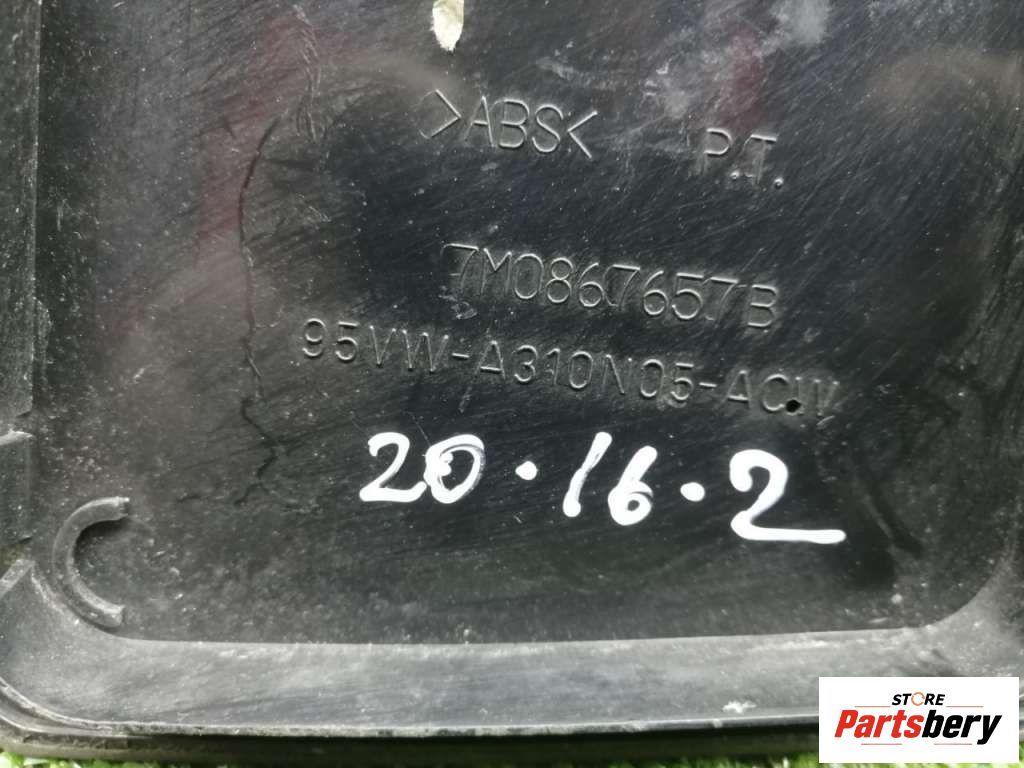 >ABS< P.T.
7M0867657B
95VW-A310N05-ACW
20.16.2
STORE
Partsbery